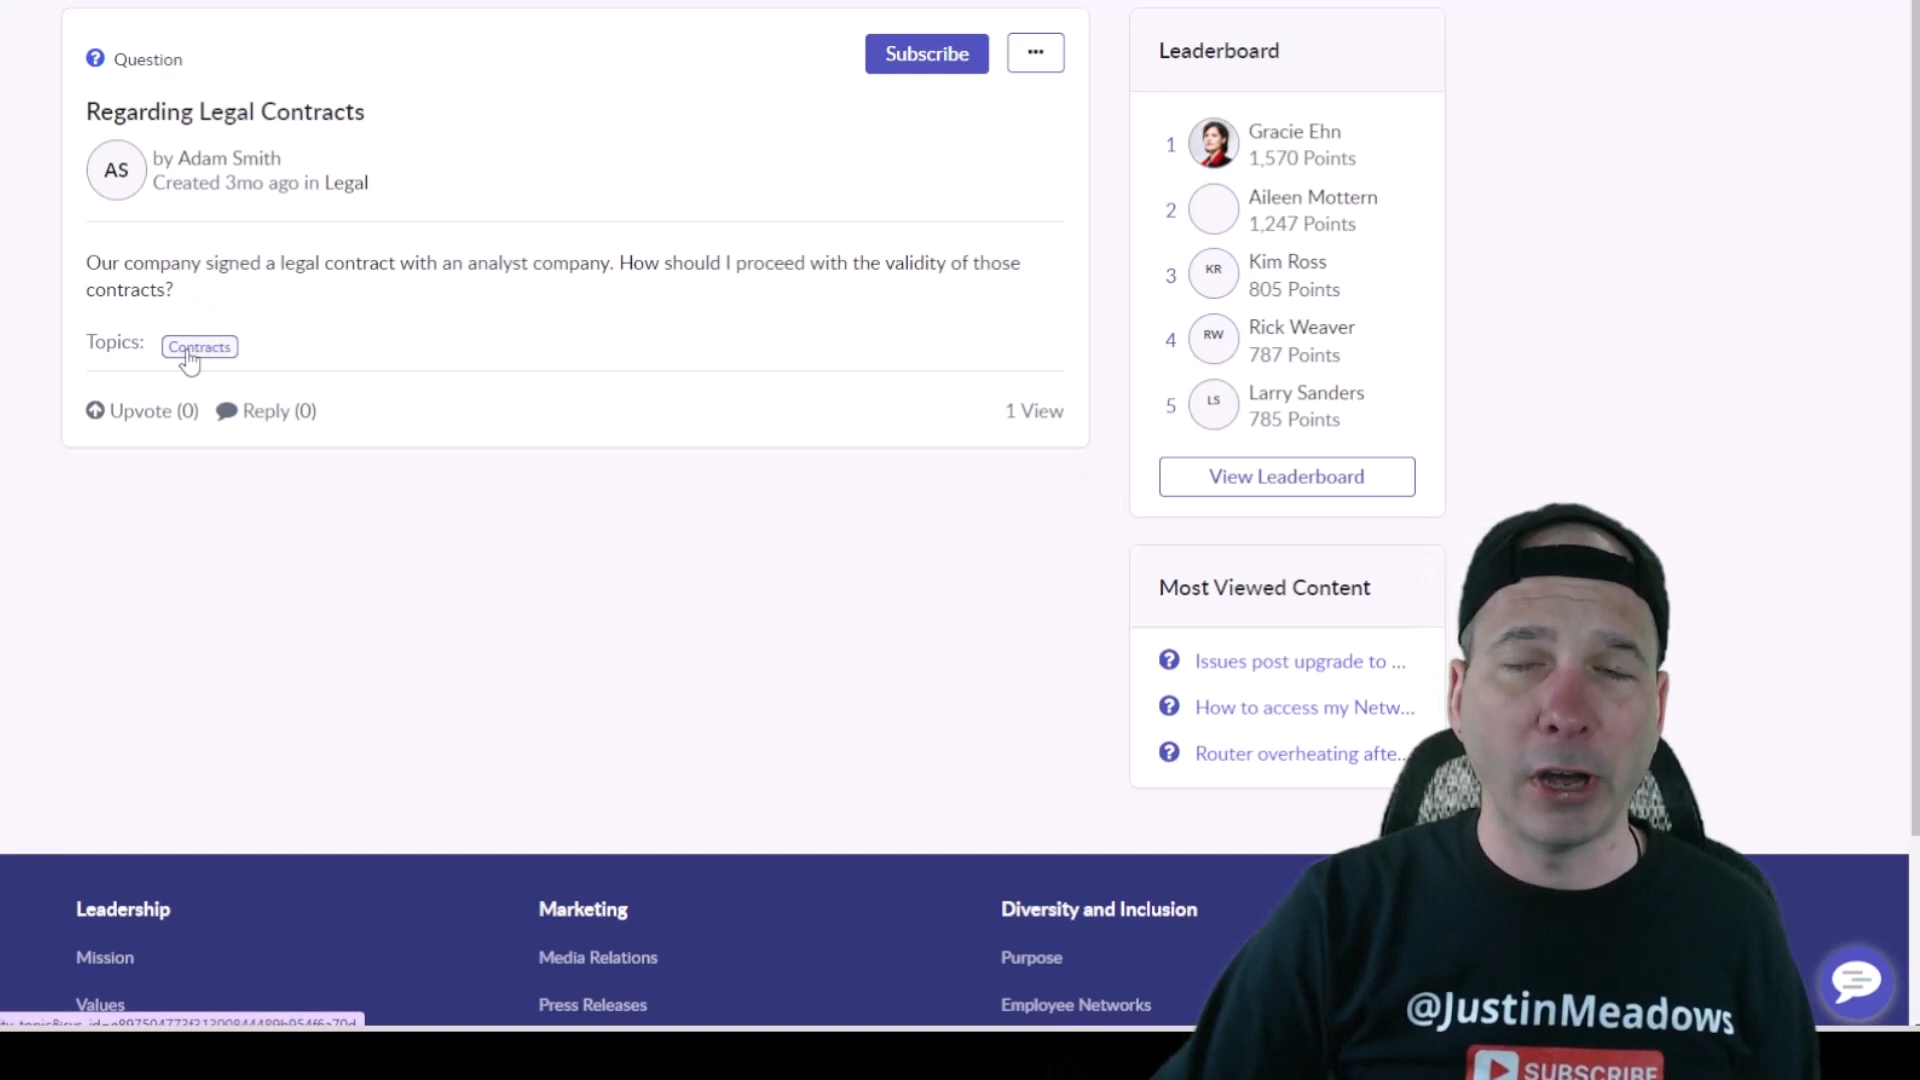 Question
Subscribe
•••
Regarding Legal Contracts
AS
by Adam Smith
Created 3mo ago in Legal
Our company signed a legal contract with an analyst company. How should I proceed with the validity of those
contracts?
Topics:
Contracts
Upvote (0)
Reply (0)
1 View
Leaderboard
1
Gracie Ehn
1,570 Points
2
Aileen Mottern
1,247 Points
3
KR
Kim Ross
805 Points
4
RW
Rick Weaver
787 Points
5
LS
Larry Sanders
785 Points
View Leaderboard
Most Viewed Content
Issues post upgrade to ...
How to access my Netw...
Router overheating afte...
Leadership
Mission
Values
Marketing
Media Relations
Press Releases
Diversity and Inclusion
Purpose
Employee Networks
@JustinMeadows
SUBSCRIBE